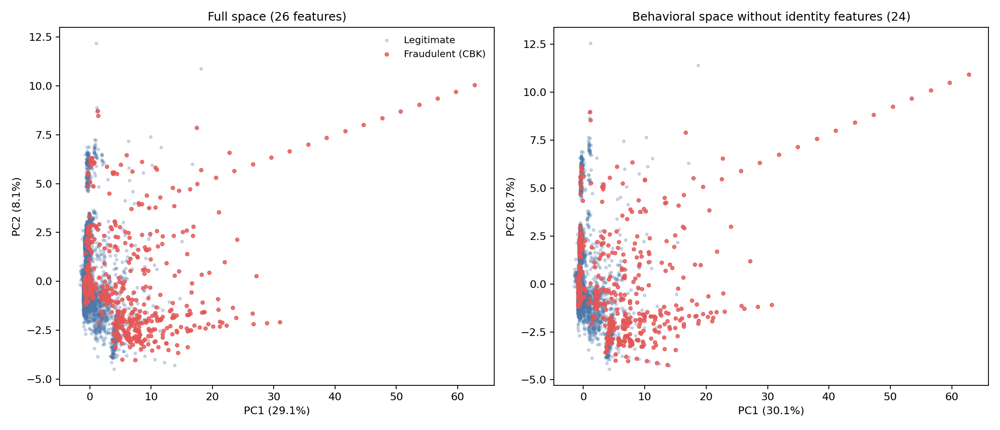 Full space (26 features)
Legitimate
Fraudulent (CBK)
12.5
10.0
7.5
5.0
2.5
0.0
−2.5
−5.0
PC2 (8.1%)
0 10 20 30 40 50 60
PC1 (29.1%)
Behavioral space without identity features (24)
12.5
10.0
7.5
5.0
2.5
0.0
−2.5
−5.0
PC2 (8.7%)
0 10 20 30 40 50 60
PC1 (30.1%)